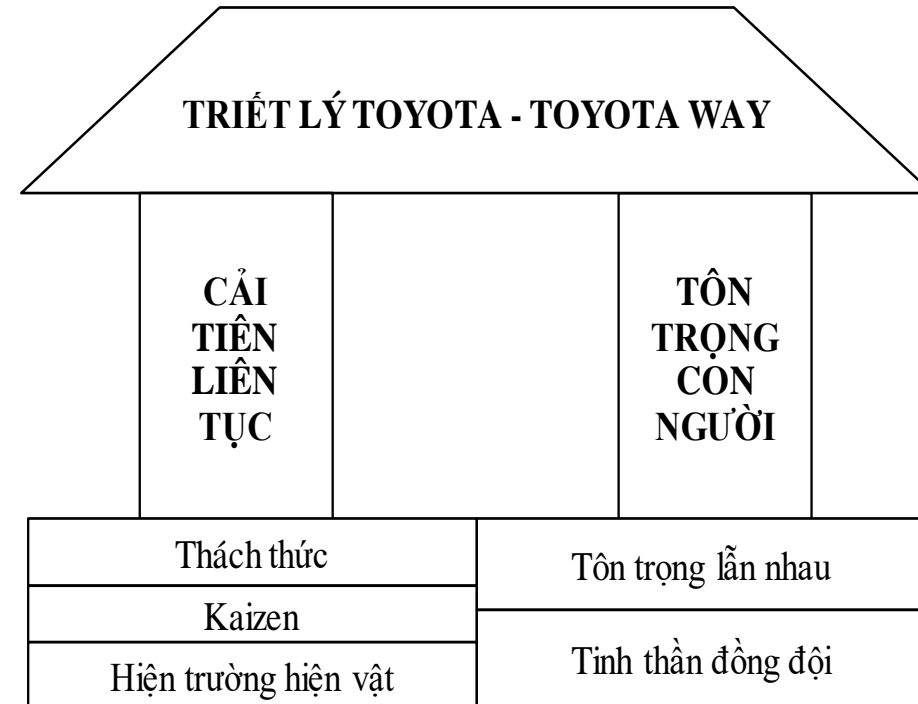 TRIẾT LÝ TOYOTA - TOYOTA WAY
CẢI
TIÊN
LIÊN
TỤC
TÔN
TRỌNG
CON
NGƯỜI
Thách thức
Kaizen
Hiện trường hiện vật
Tôn trọng lẫn nhau
Tinh thần đồng đội